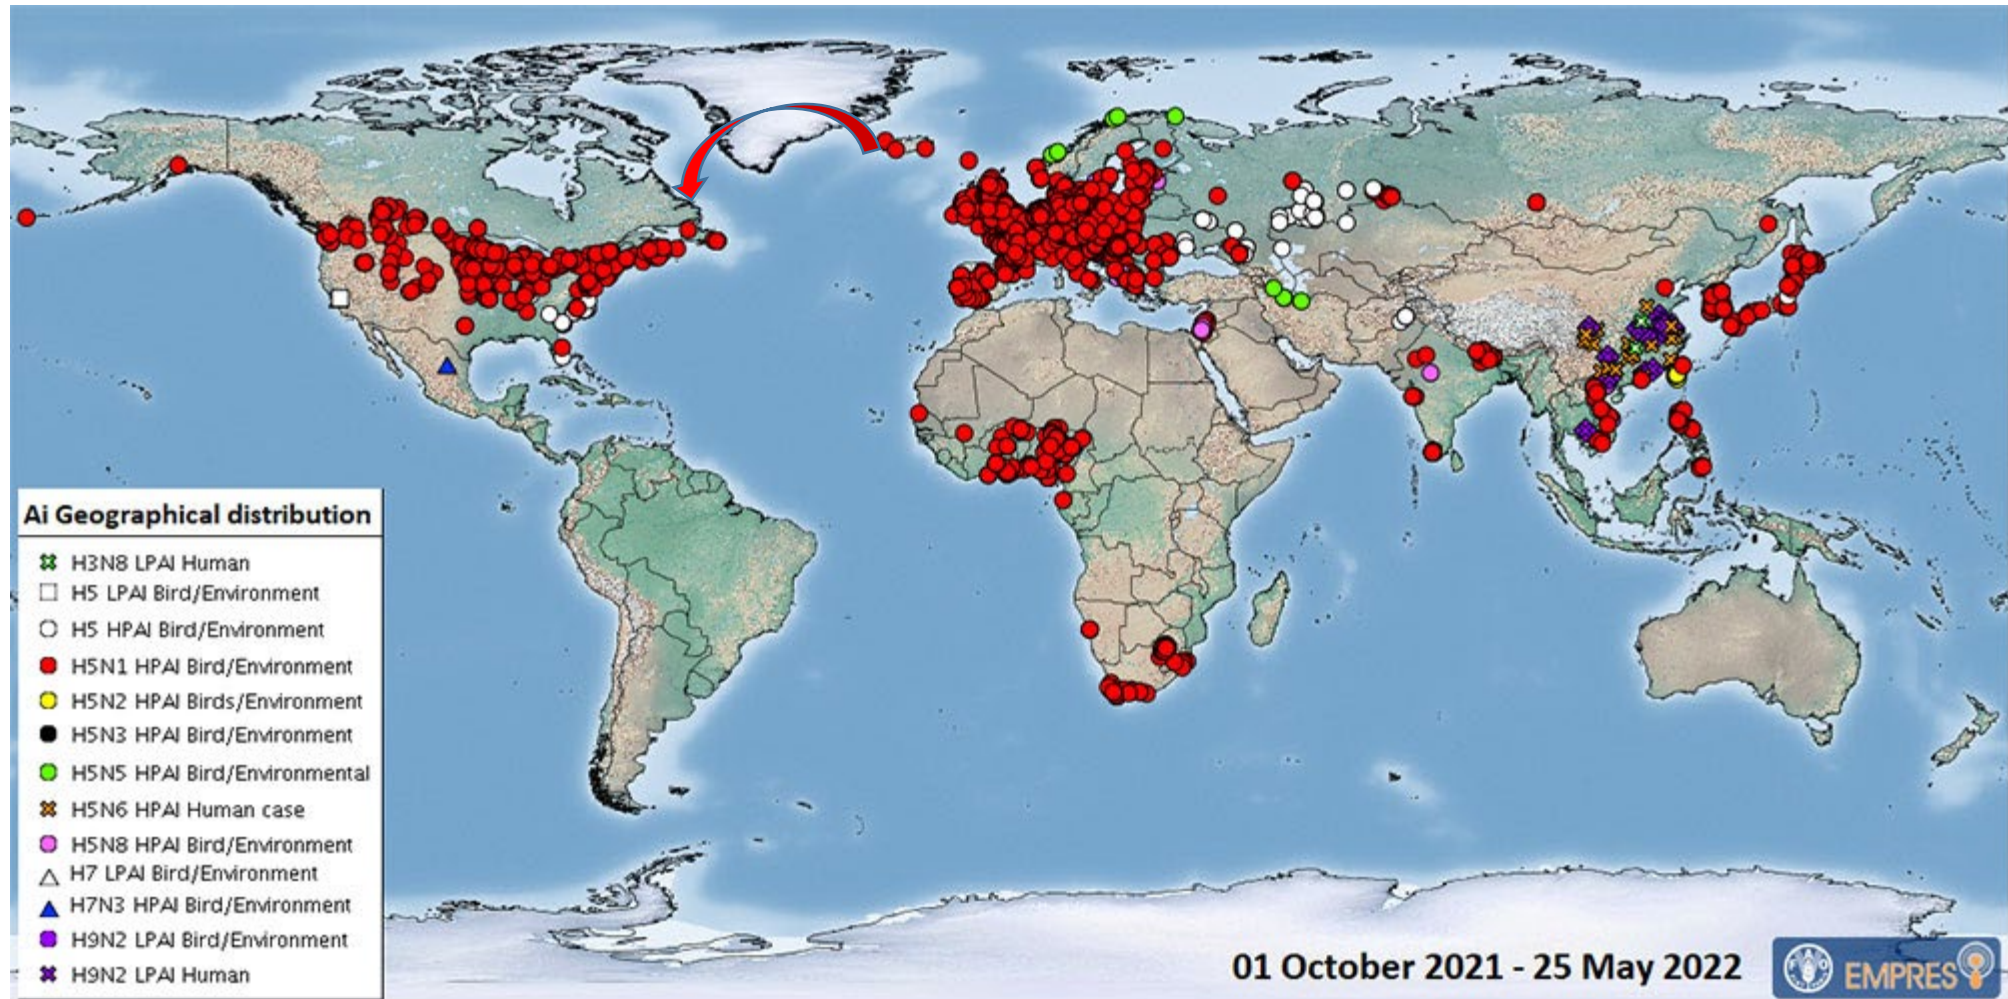 Ai Geographical distribution
H3N8 LPAI Human
H5 LPAI Bird/Environment
H5 HPAI Bird/Environment
H5N1 HPAI Bird/Environment
H5N2 HPAI Birds/Environment
H5N3 HPAI Bird/Environment
H5N5 HPAI Bird/Environmental
H5N6 HPAI Human case
H5N8 HPAI Bird/Environment
H7 LPAI Bird/Environment
H7N3 HPAI Bird/Environment
H9N2 LPAI Bird/Environment
H9N2 LPAI Human
01 October 2021 - 25 May 2022
EMPRES